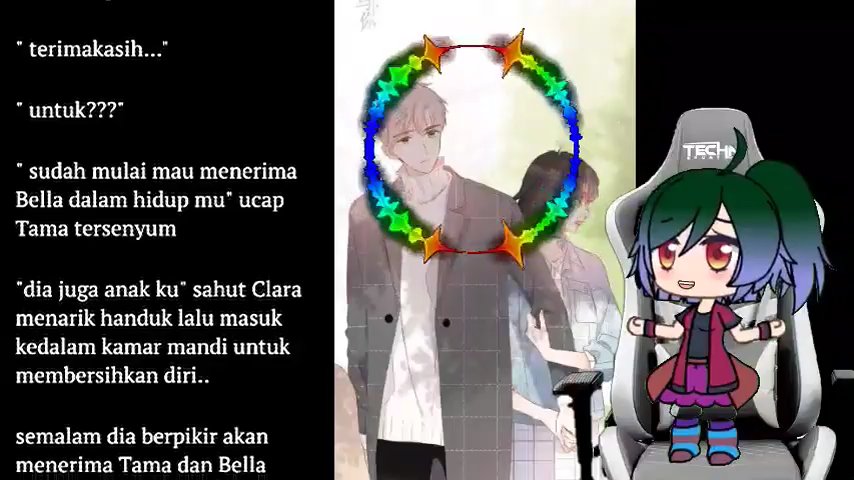 " terimakasih..."
" untuk???"
" sudah mulai mau menerima
Bella dalam hidup mu" ucap
Tama tersenyum
"dia juga anak ku" sahut Clara
menarik handuk lalu masuk
kedalam kamar mandi untuk
membersihkan diri..
semalam dia berpikir akan
menerima Tama dan Bella